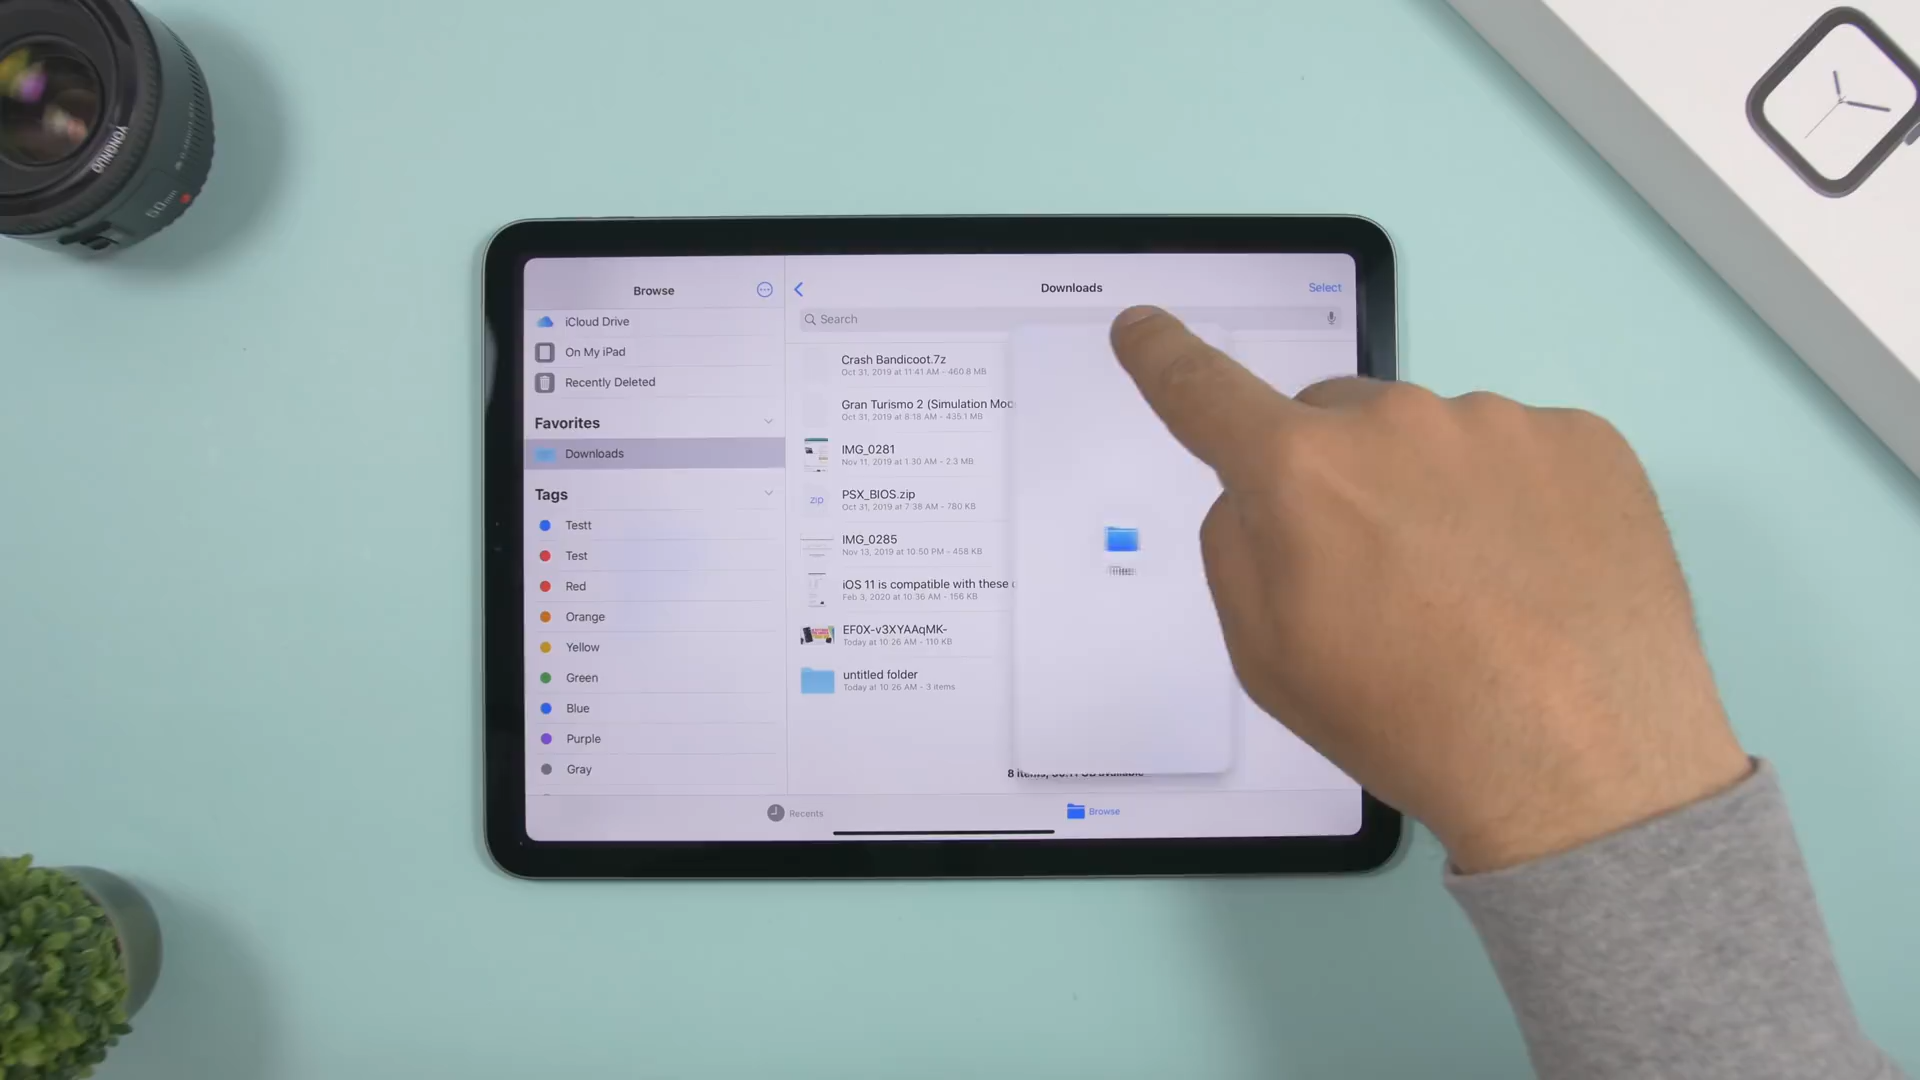 YONGNUO
50mm
Browse
iCloud Drive
On My iPad
Recently Deleted
Favorites
Downloads
Tags
Testt
Test
Red
Orange
Yellow
Green
Blue
Purple
Gray
Downloads
Select
Search
Crash Bandicoot.7z
Oct 31, 2019 at 11:41 AM - 460.8 MB
Gran Turismo 2 (Simulation Mod
Oct 31, 2019 at 8:18 AM - 435.1 MB
IMG_0281
Nov 11, 2019 at 1:30 AM - 2.3 MB
zip
PSX_BIOS.zip
Oct 31, 2019 at 7:38 AM - 780 KB
IMG_0285
Nov 13, 2019 at 10:50 PM - 458 KB
iOS 11 is compatible with these
Feb 3, 2020 at 10:36 AM - 156 KB
EF0X-v3XYAAqMK-
Today at 10:26 AM - 110 KB
untitled folder
Today at 10:26 AM - 3 items
8 items, available
Recents
Browse